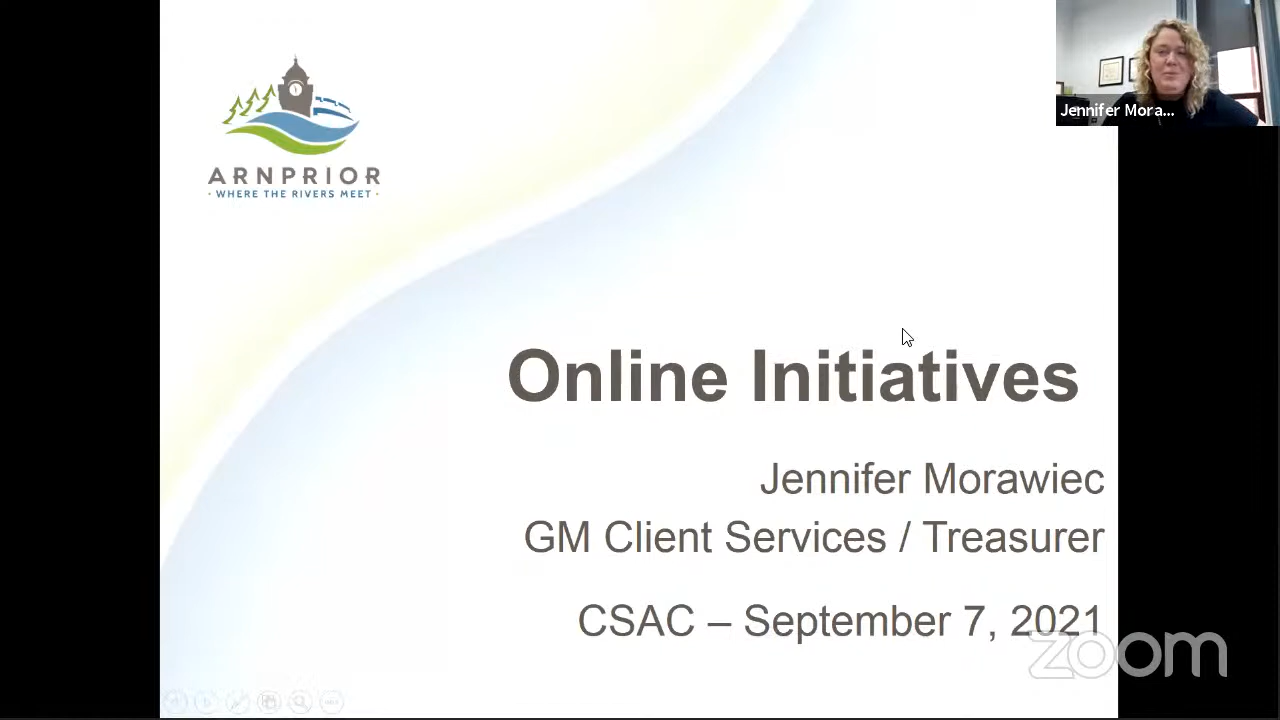 Jennifer Mora...
ARNPRIOR
· WHERE THE RIVERS MEET ·
Online Initiatives
Jennifer Morawiec
GM Client Services / Treasurer
CSAC – September 7, 2021
zoom